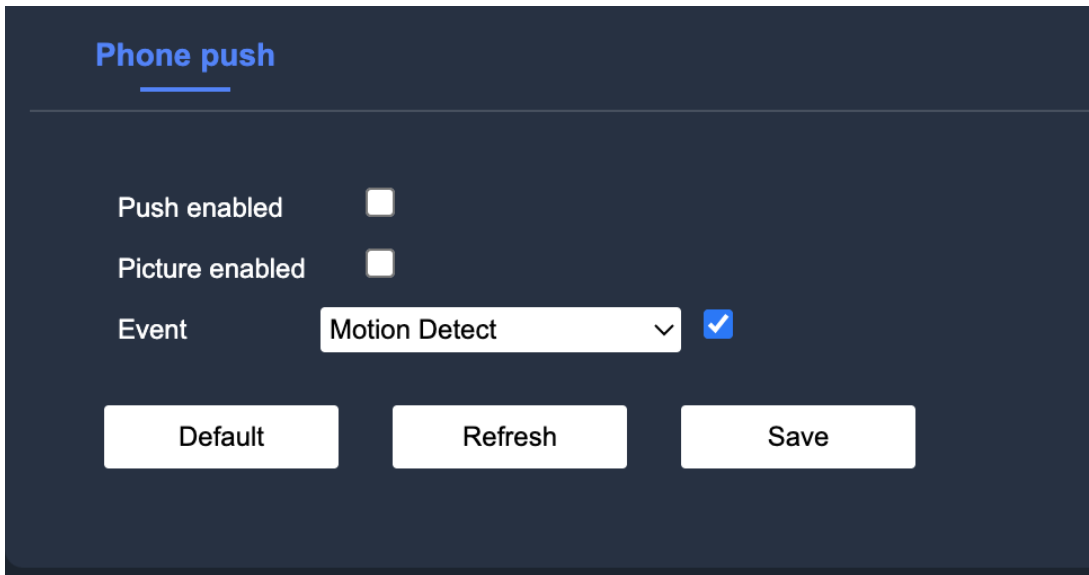 Phone push
Push enabled
Picture enabled
Event Motion Detect
Default Refresh Save